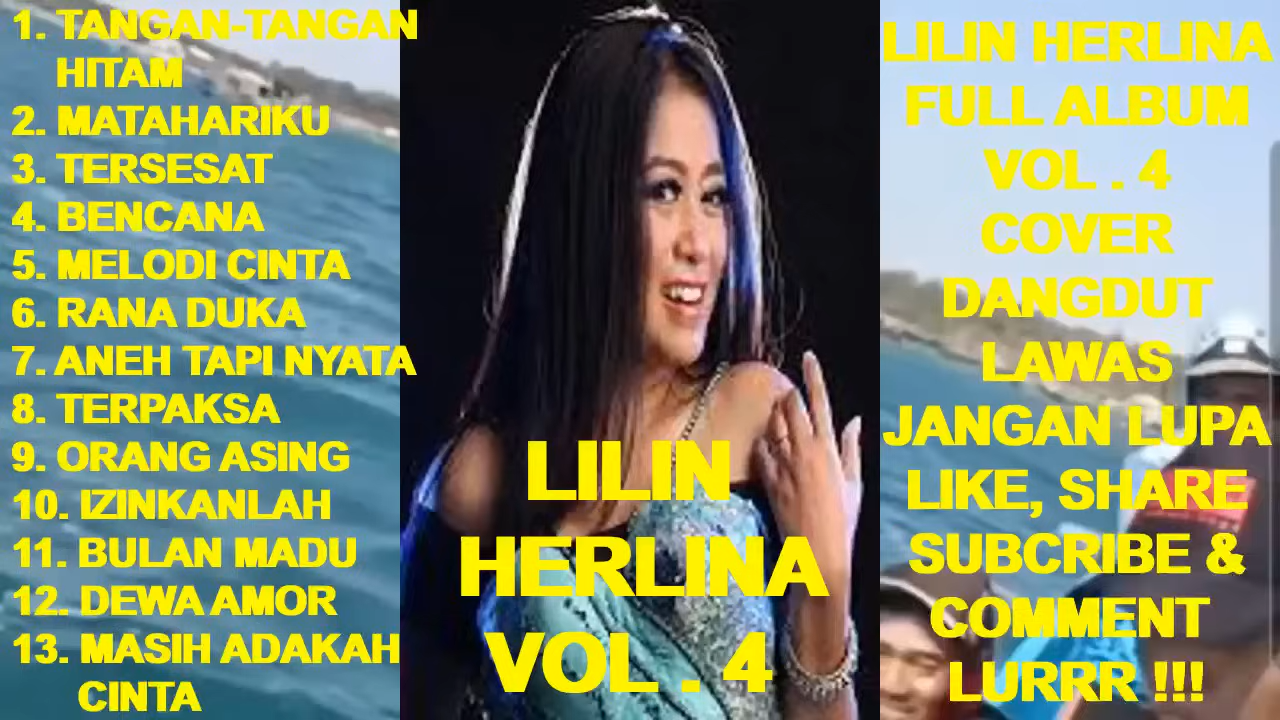 1. TANGAN-TANGAN
HITAM
2. MATAHARIKU
3. TERSESAT
4. BENCANA
5. MELODI CINTA
6. RANA DUKA
7. ANEH TAPI NYATA
8. TERPAKSA
9. ORANG ASING
10. IZINKANLAH
11. BULAN MADU
12. DEWA AMOR
13. MASIH ADAKAH
CINTA
LILIN
HERLINA
VOL . 4
LILIN HERLINA
FULL ALBUM
VOL . 4
COVER
DANGDUT
LAWAS
JANGAN LUPA
LIKE, SHARE
SUBCRIBE &
COMMENT
LURRR !!!